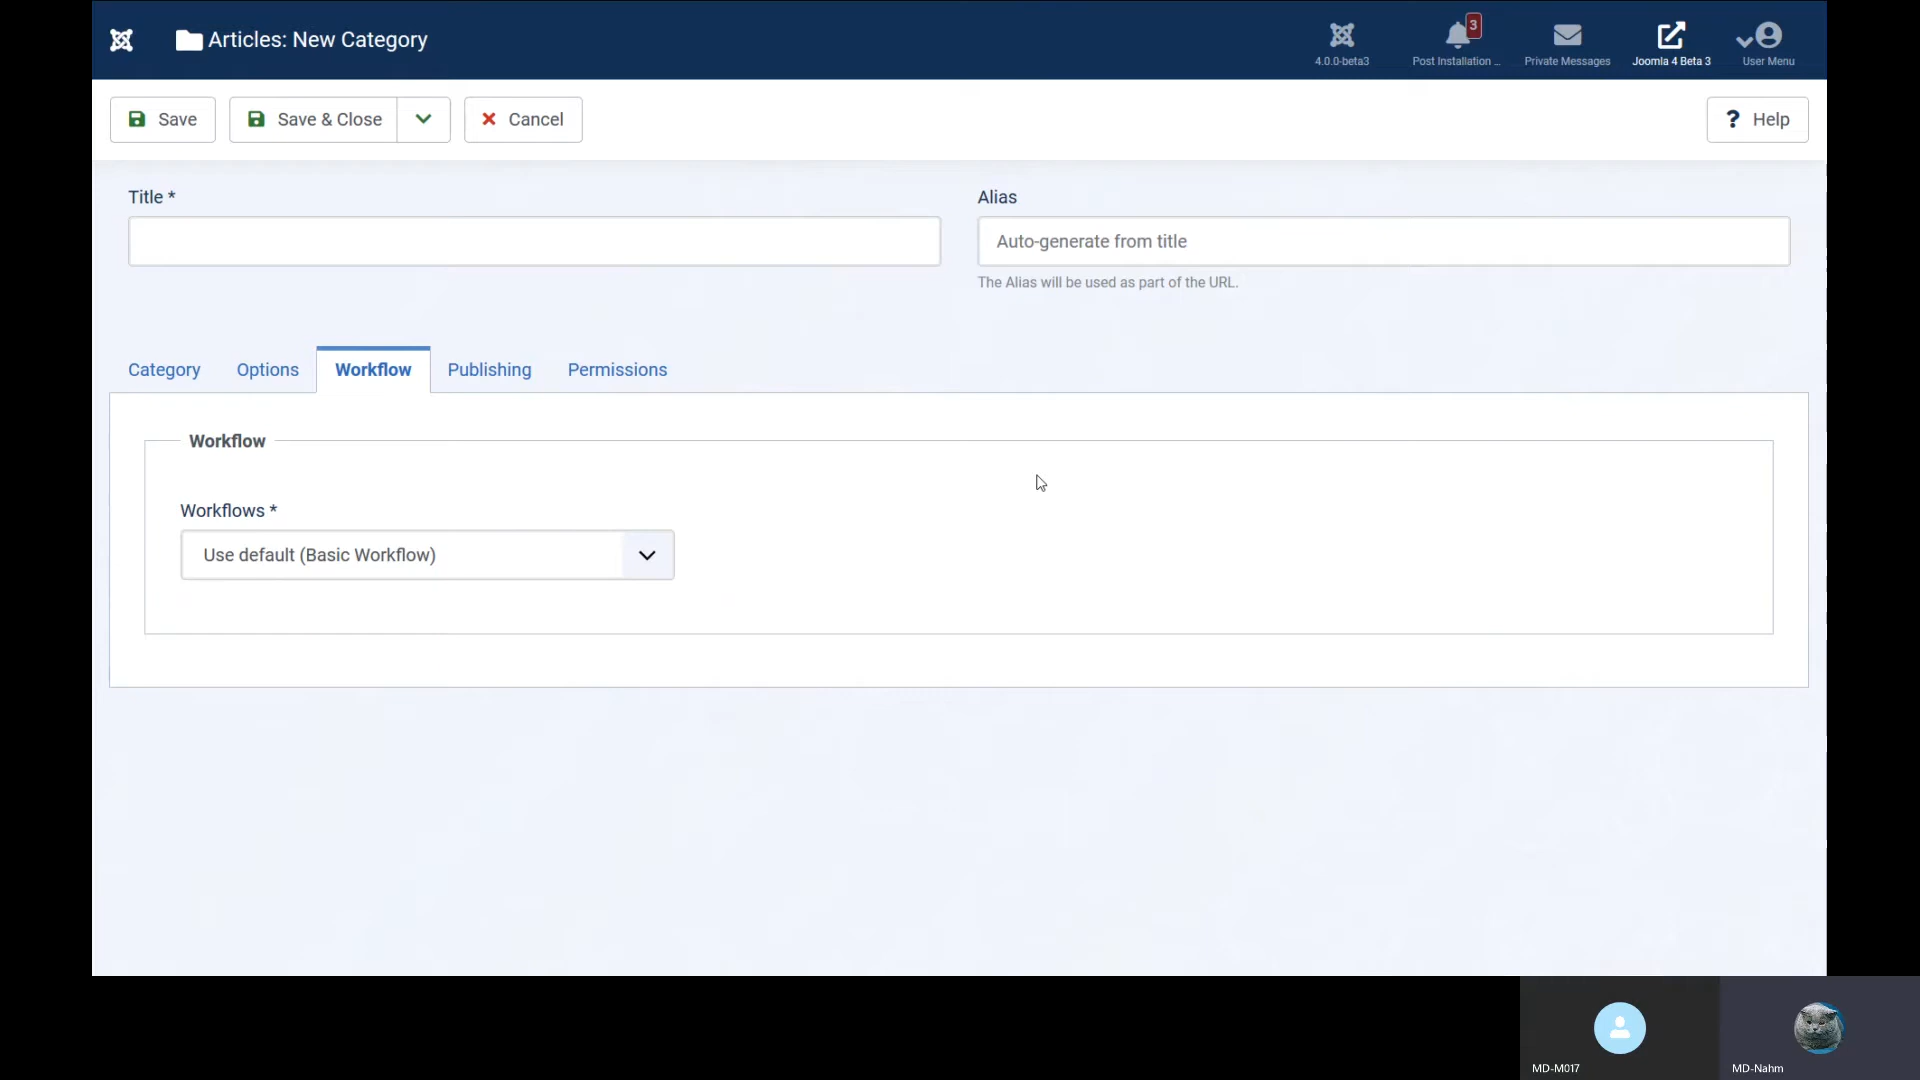 Articles: New Category
4.0.0-beta3
3
Post Installation ...
Private Messages
Joomla 4 Beta 3
User Menu
Save
Save & Close
Cancel
? Help
Title *
Alias
Auto-generate from title
The Alias will be used as part of the URL.
Category
Options
Workflow
Publishing
Permissions
Workflow
Workflows *
Use default (Basic Workflow)
MD-M017
MD-Nahm